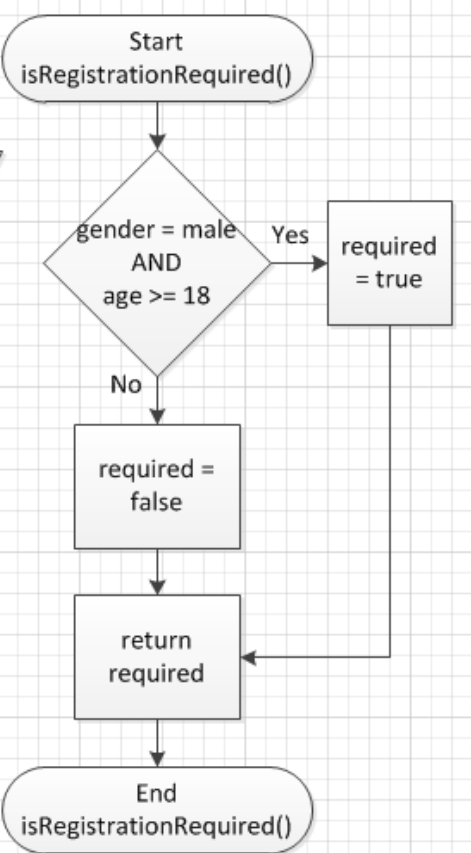 Start
isRegistrationRequired()
gender = male
AND
age >= 18
Yes
required
= true
No
required =
false
return
required
End
isRegistrationRequired()